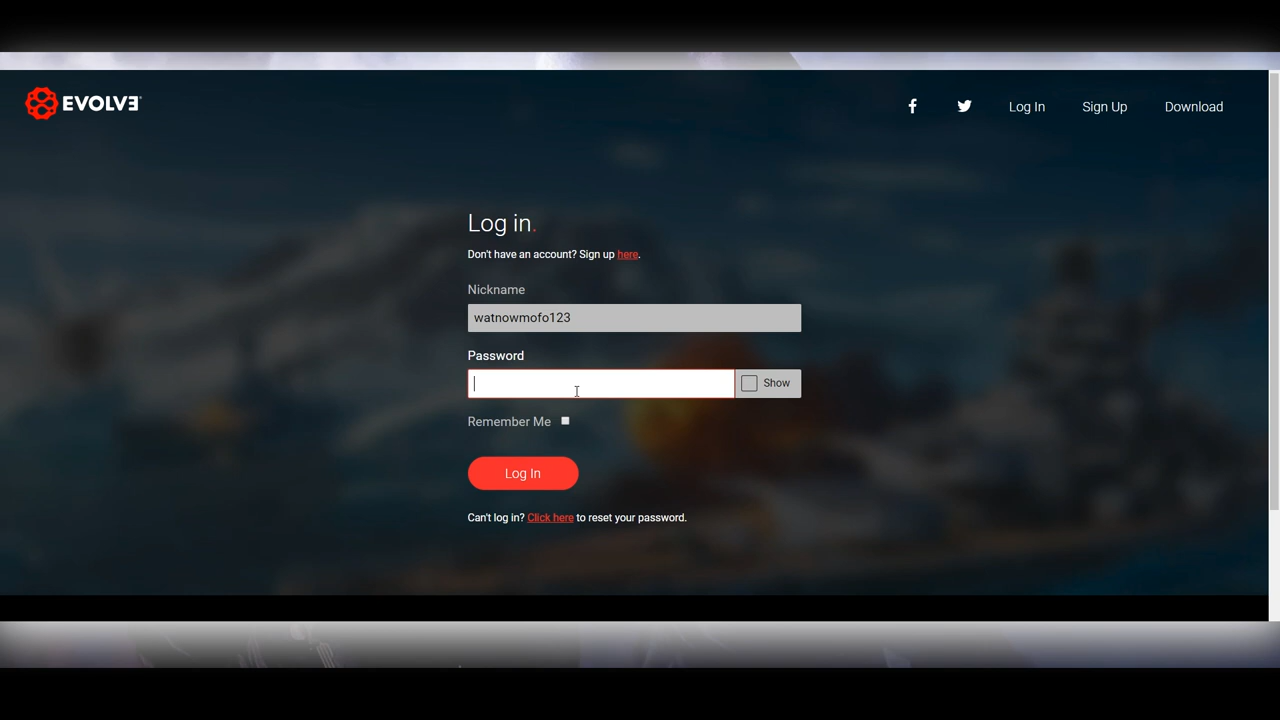 EVOLVE
Log In
Sign Up
Download
Log in.
Don't have an account? Sign up here.
Nickname
watnowmofo123
Password
Show
Remember Me
Log In
Can't log in? Click here to reset your password.